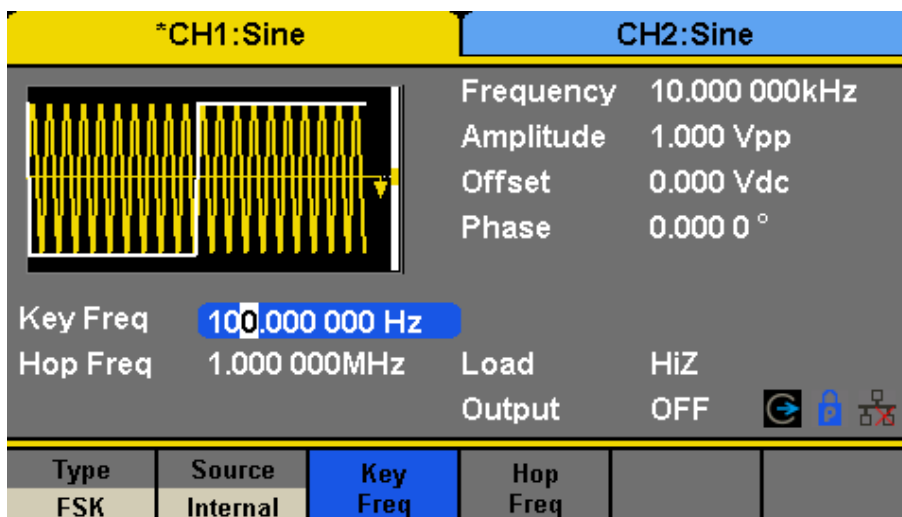 *CH1:Sine CH2:Sine
Frequency 10.000 000kHz
Amplitude 1.000 Vpp
Offset 0.000 Vdc
Phase 0.000 0 °
Key Freq 100.000 000 Hz
Hop Freq 1.000 000MHz Load HiZ
Output OFF P
Type Source Key Freq Hop Freq
FSK Internal